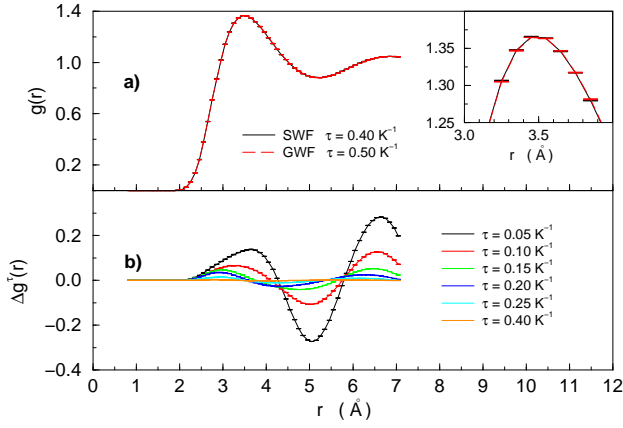 1.4
1.0
0.6
0.2
g(r)
a)
SWF τ = 0.40 K⁻¹
GWF τ = 0.50 K⁻¹
1.35
1.30
1.25
3.0 3.5 4.0
r (Å)
0.2
0.0
−0.2
−0.4
Δg^τ(r)
b)
τ = 0.05 K⁻¹
τ = 0.10 K⁻¹
τ = 0.15 K⁻¹
τ = 0.20 K⁻¹
τ = 0.25 K⁻¹
τ = 0.40 K⁻¹
0 1 2 3 4 5 6 7 8 9 10 11 12
r (Å)